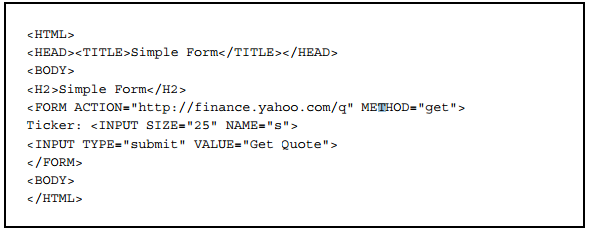 <HTML>
<HEAD><TITLE>Simple Form</TITLE></HEAD>
<BODY>
<H2>Simple Form</H2>
<FORM ACTION="http://finance.yahoo.com/q" METHOD="get">
Ticker: <INPUT SIZE="25" NAME="s">
<INPUT TYPE="submit" VALUE="Get Quote">
</FORM>
<BODY>
</HTML>